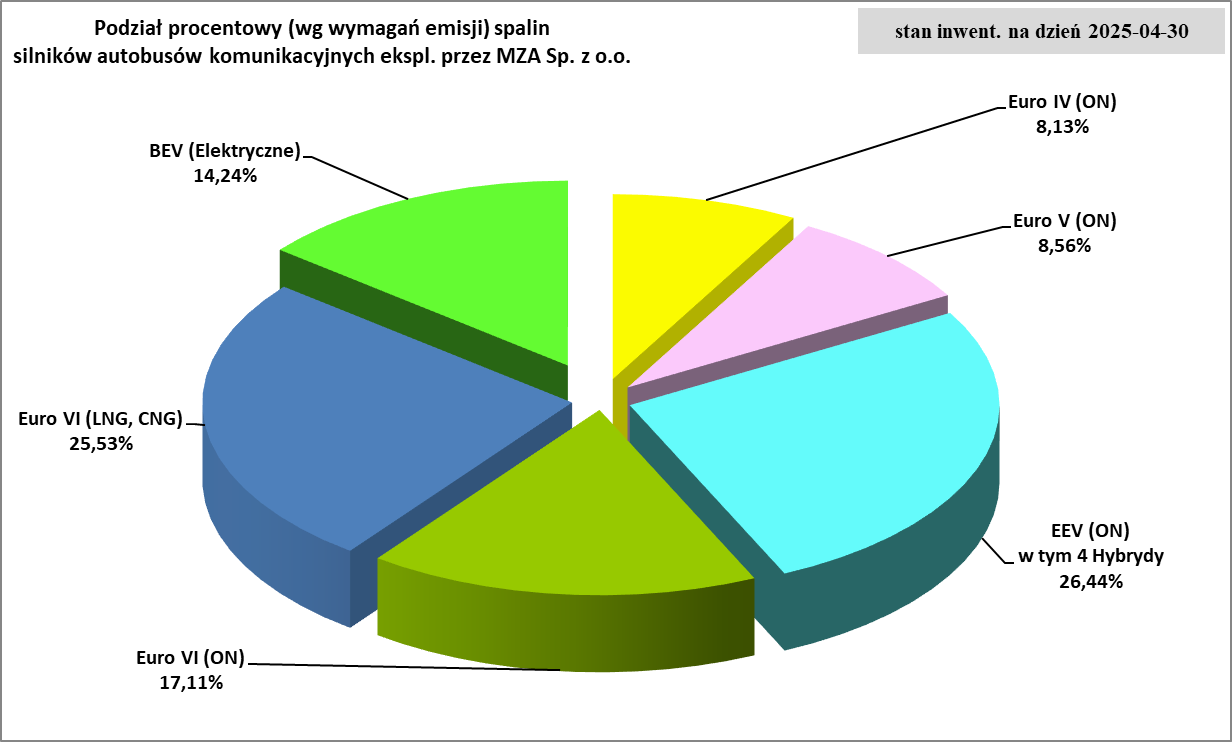 Podział procentowy (wg wymagań emisji) spalin
silników autobusów komunikacyjnych ekspl. przez MZA Sp. z o.o.
stan inwent. na dzień 2025-04-30
Euro IV (ON)
8,13%
BEV (Elektryczne)
14,24%
Euro V (ON)
8,56%
Euro VI (LNG, CNG)
25,53%
EEV (ON)
w tym 4 Hybrydy
26,44%
Euro VI (ON)
17,11%